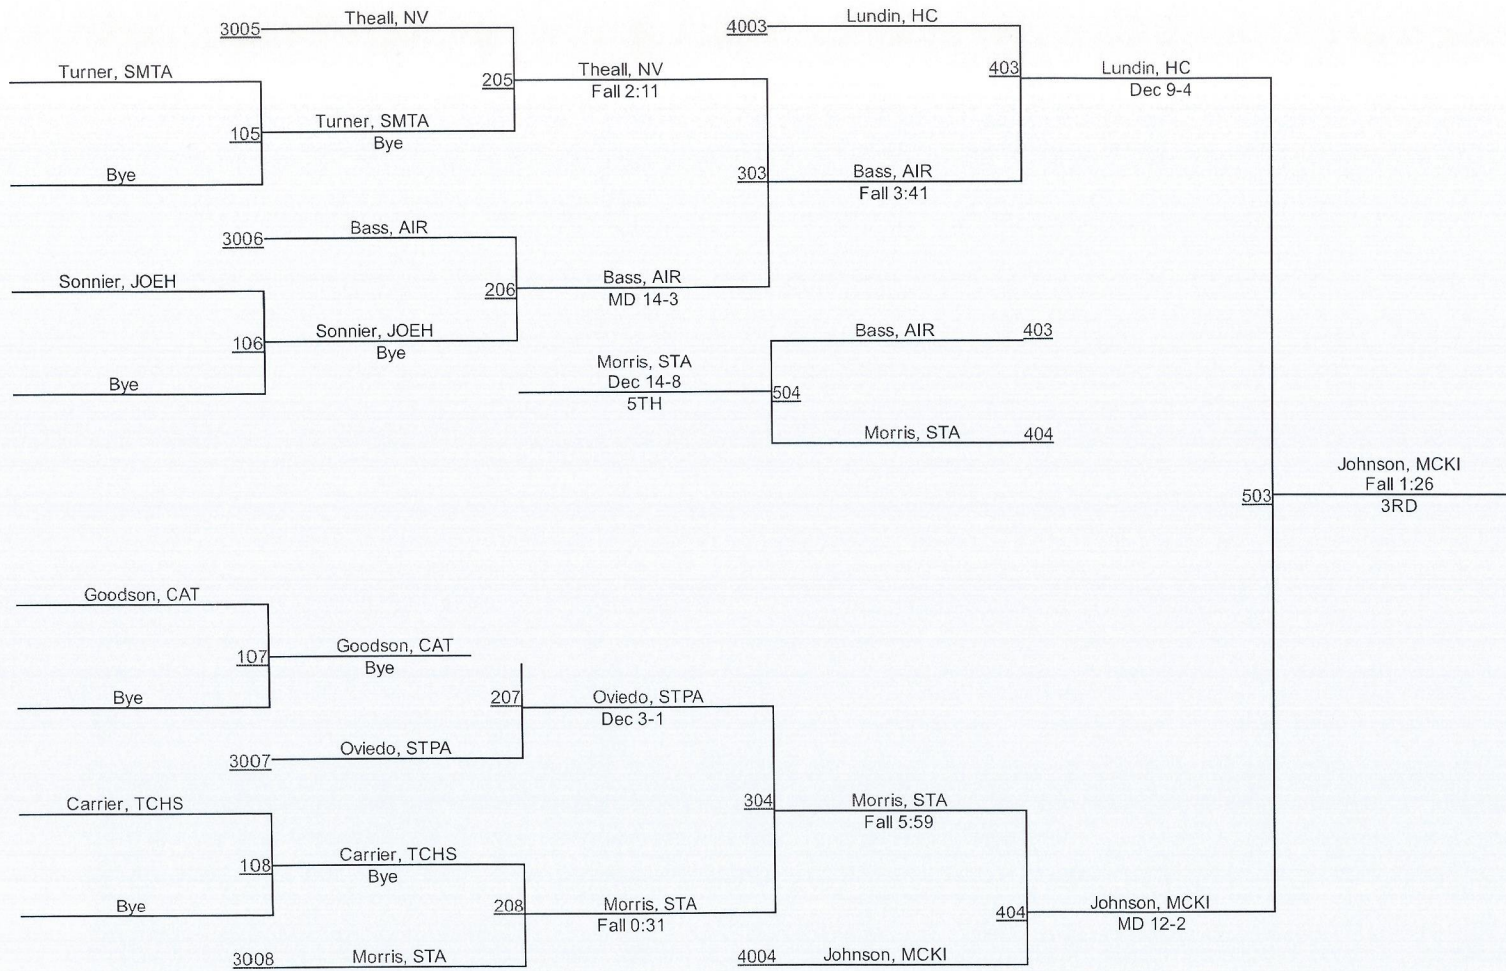 Theall, NV
3005
Lundin, HC
4003
Turner, SMTA
205
Theall, NV
Fall 2:11
403
Lundin, HC
Dec 9-4
105
Turner, SMTA
Bye
Bye
303
Bass, AIR
Fall 3:41
3006
Bass, AIR
Sonnier, JOEH
206
Bass, AIR
MD 14-3
106
Sonnier, JOEH
Bye
Bass, AIR
403
Bye
Morris, STA
Dec 14-8
5TH
504
Morris, STA
404
Johnson, MCKI
Fall 1:26
3RD
503
Goodson, CAT
107
Goodson, CAT
Bye
Bye
207
Oviedo, STPA
Dec 3-1
3007
Oviedo, STPA
Carrier, TCHS
304
Morris, STA
Fall 5:59
108
Carrier, TCHS
Bye
Bye
208
Morris, STA
Fall 0:31
404
Johnson, MCKI
MD 12-2
3008
Morris, STA
4004
Johnson, MCKI